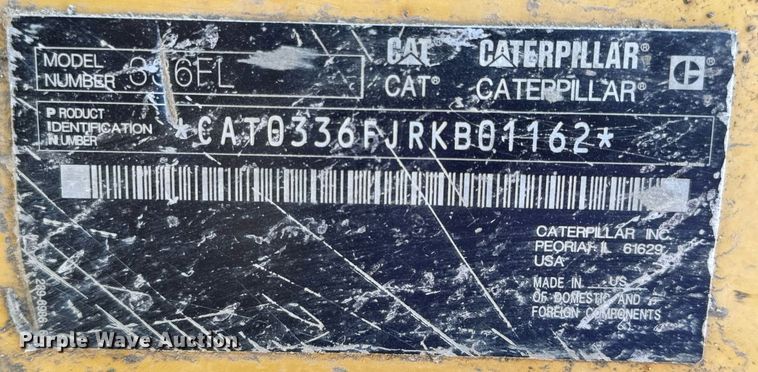 MODEL
NUMBER 336FL
CAT CATERPILLAR®
CAT® CATERPILLAR®
PRODUCT
IDENTIFICATION
NUMBER
*CAT0336FJRKB01162*
CATERPILLAR INC.
PEORIA IL 61629
USA
MADE IN US
OF DOMESTIC AND
FOREIGN COMPONENTS
Purple Wave Auction